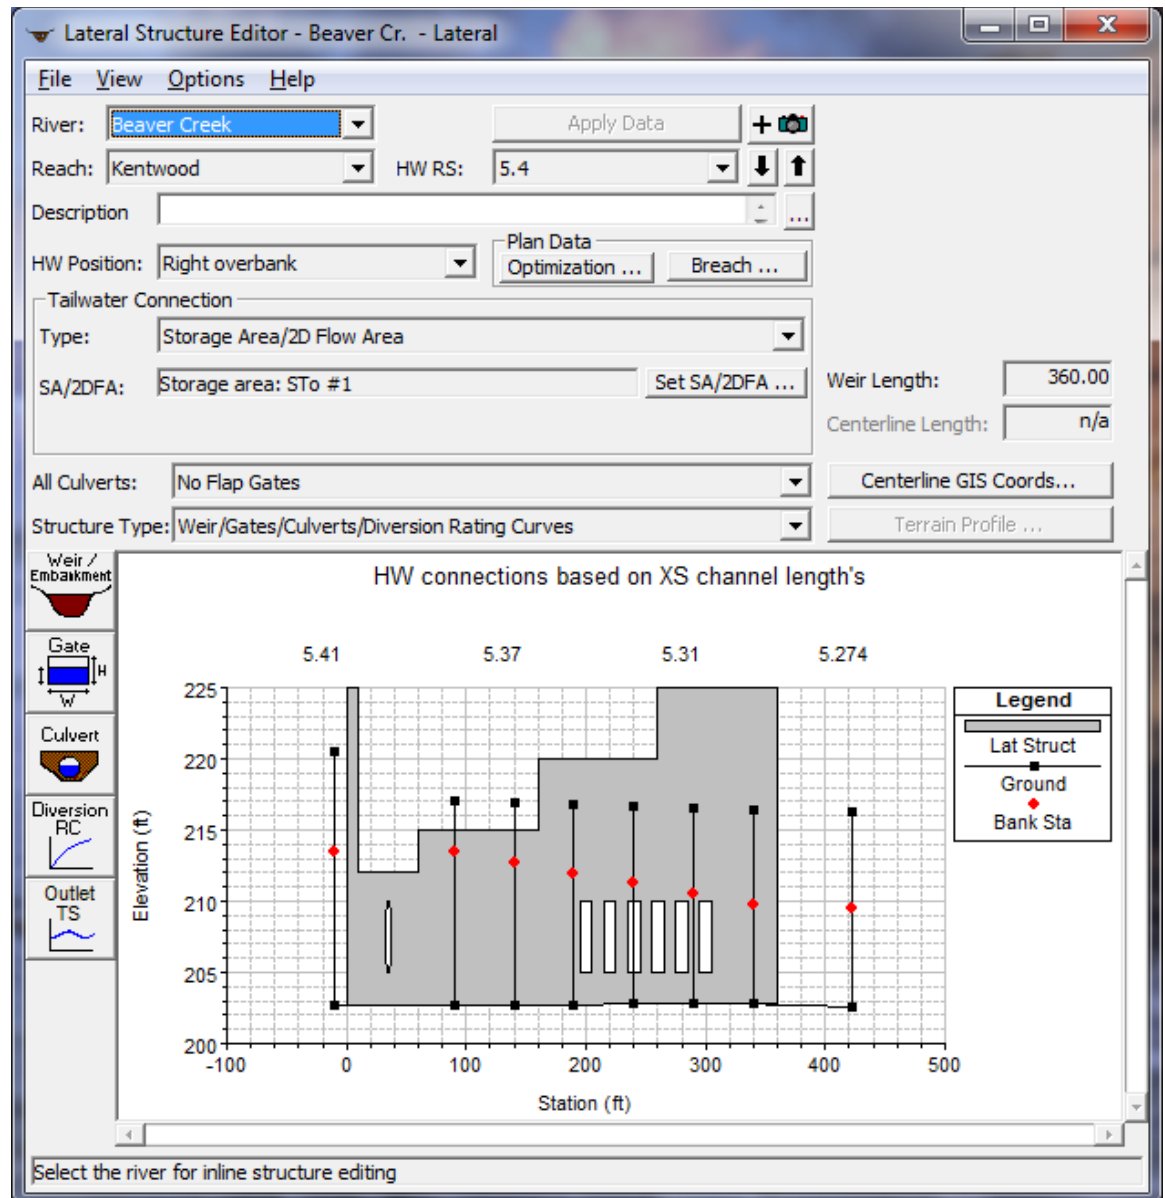 Lateral Structure Editor - Beaver Cr. - Lateral
File View Options Help
River: Beaver Creek Apply Data
Reach: Kentwood HW RS: 5.4
Description ...
HW Position: Right overbank
Plan Data
Optimization ... Breach ...
Tailwater Connection
Type: Storage Area/2D Flow Area
SA/2DFA: Storage area: STo #1 Set SA/2DFA ...
Weir Length: 360.00
Centerline Length: n/a
All Culverts: No Flap Gates Centerline GIS Coords...
Structure Type: Weir/Gates/Culverts/Diversion Rating Curves Terrain Profile ...
Weir /
Embankment
Gate
H
W
Culvert
Diversion
RC
Outlet
TS
HW connections based on XS channel length's
5.41 5.37 5.31 5.274
225
220
215
210
205
200
Elevation (ft)
-100 0 100 200 300 400 500
Station (ft)
Legend
Lat Struct
Ground
Bank Sta
Select the river for inline structure editing